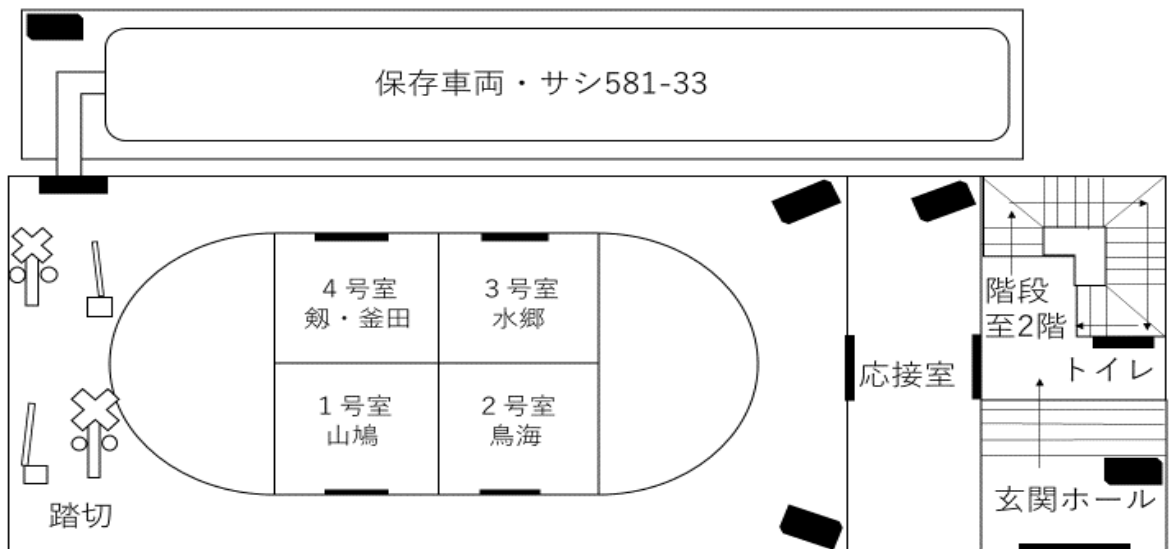 保存車両・サシ581-33
４号室
剱・釜田
３号室
水郷
１号室
山鳩
２号室
鳥海
踏切
応接室
階段
至2階
トイレ
玄関ホール